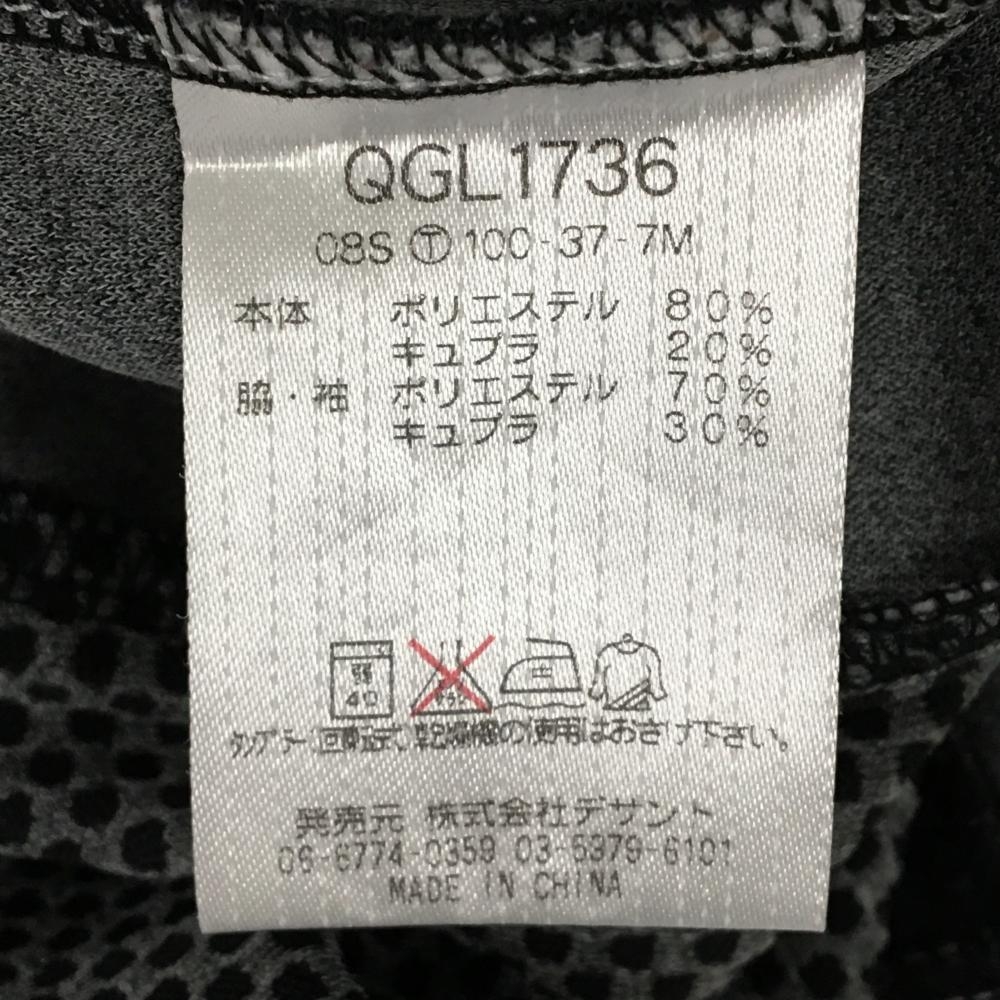 QGL1736
08S Ⓣ 100-37-7M
本体 ポリエステル 80%
キュプラ 20%
脇・袖 ポリエステル 70%
キュプラ 30%
弱
40
中
タンブラー 回転式、乾燥機の使用はおさけ下さい。
発売元 株式会社デサント
06-6774-0359 03-5979-6101
MADE IN CHINA